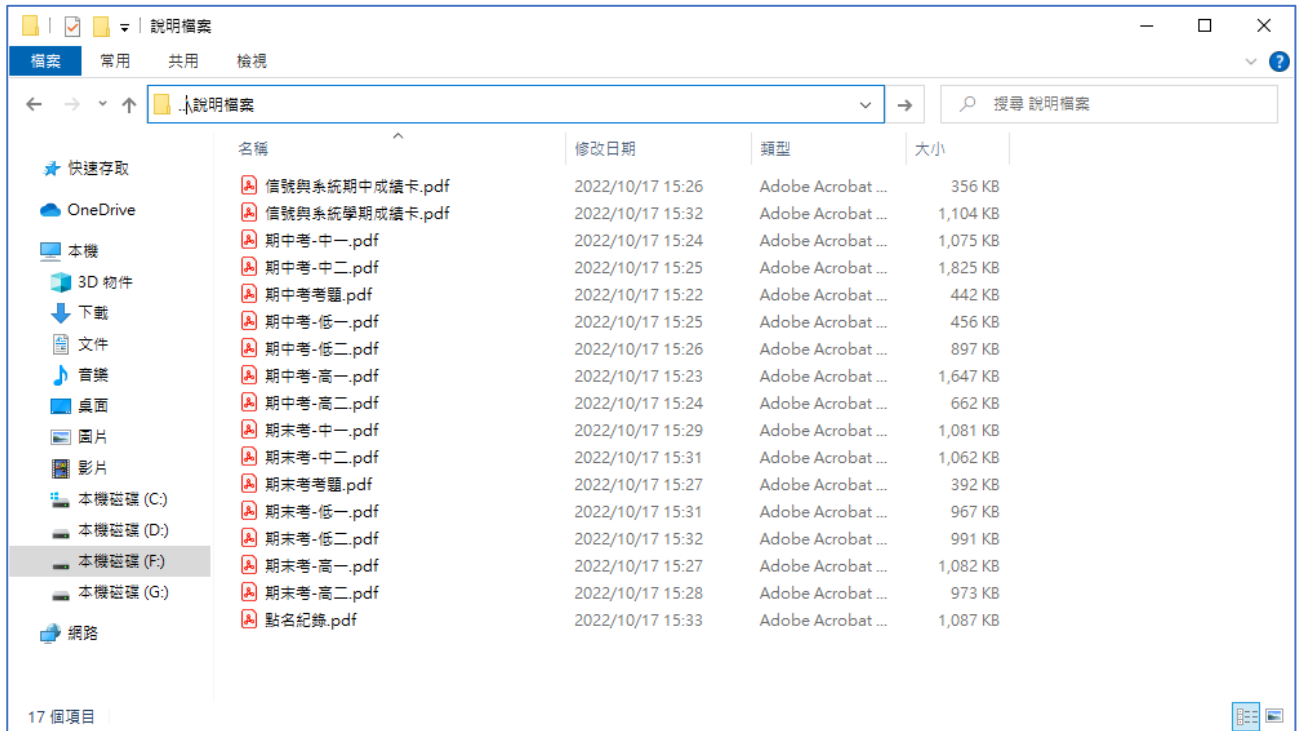 說明檔案
檔案 常用 共用 檢視
..\說明檔案 搜尋 說明檔案
快速存取
OneDrive
本機
3D 物件
下載
文件
音樂
桌面
圖片
影片
本機磁碟 (C:)
本機磁碟 (D:)
本機磁碟 (F:)
本機磁碟 (G:)
網路
名稱 修改日期 類型 大小
信號與系統期中成績卡.pdf 2022/10/17 15:26 Adobe Acrobat ... 356 KB
信號與系統學期成績卡.pdf 2022/10/17 15:32 Adobe Acrobat ... 1,104 KB
期中考-中一.pdf 2022/10/17 15:24 Adobe Acrobat ... 1,075 KB
期中考-中二.pdf 2022/10/17 15:25 Adobe Acrobat ... 1,825 KB
期中考考題.pdf 2022/10/17 15:22 Adobe Acrobat ... 442 KB
期中考-低一.pdf 2022/10/17 15:25 Adobe Acrobat ... 456 KB
期中考-低二.pdf 2022/10/17 15:26 Adobe Acrobat ... 897 KB
期中考-高一.pdf 2022/10/17 15:23 Adobe Acrobat ... 1,647 KB
期中考-高二.pdf 2022/10/17 15:24 Adobe Acrobat ... 662 KB
期末考-中一.pdf 2022/10/17 15:29 Adobe Acrobat ... 1,081 KB
期末考-中二.pdf 2022/10/17 15:31 Adobe Acrobat ... 1,062 KB
期末考考題.pdf 2022/10/17 15:27 Adobe Acrobat ... 392 KB
期末考-低一.pdf 2022/10/17 15:31 Adobe Acrobat ... 967 KB
期末考-低二.pdf 2022/10/17 15:32 Adobe Acrobat ... 991 KB
期末考-高一.pdf 2022/10/17 15:27 Adobe Acrobat ... 1,082 KB
期末考-高二.pdf 2022/10/17 15:28 Adobe Acrobat ... 973 KB
點名紀錄.pdf 2022/10/17 15:33 Adobe Acrobat ... 1,087 KB
17 個項目